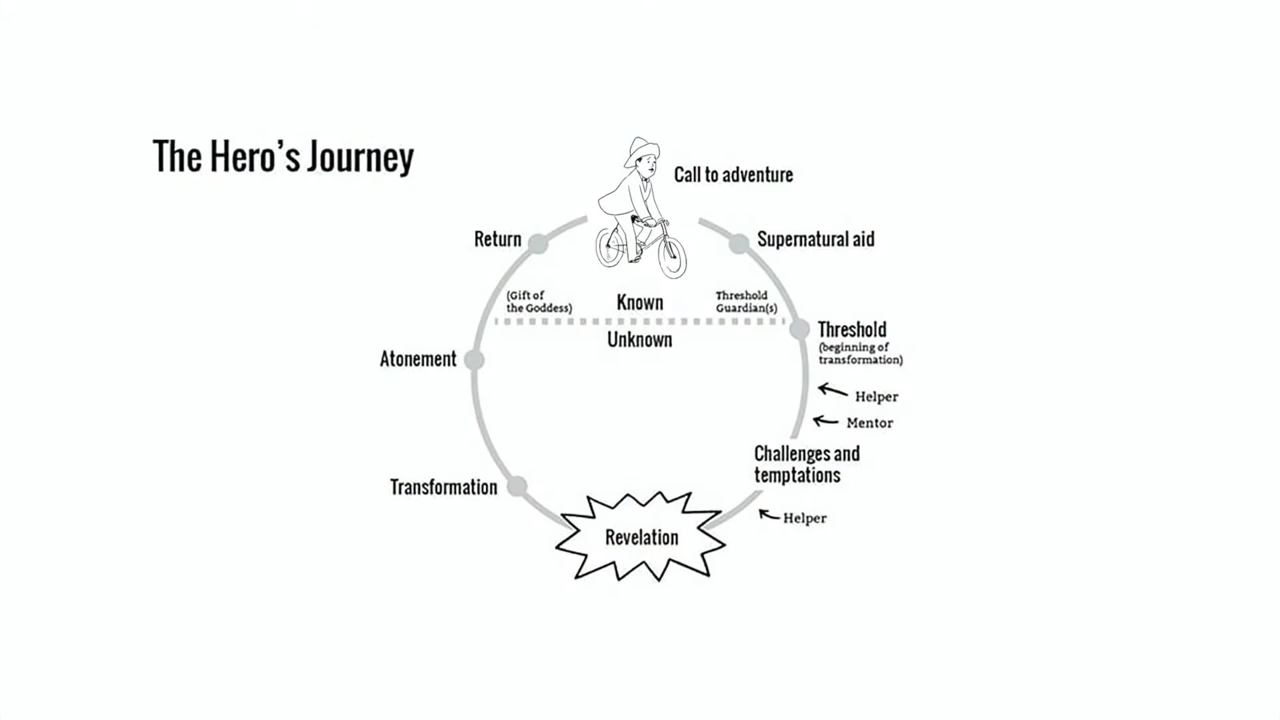 The Hero's Journey
Call to adventure
Return
Supernatural aid
(Gift of
the Goddess)
Known
Threshold
Guardian(s)
Unknown
Threshold
(beginning of
transformation)
Atonement
Helper
Mentor
Challenges and
temptations
Transformation
Helper
Revelation